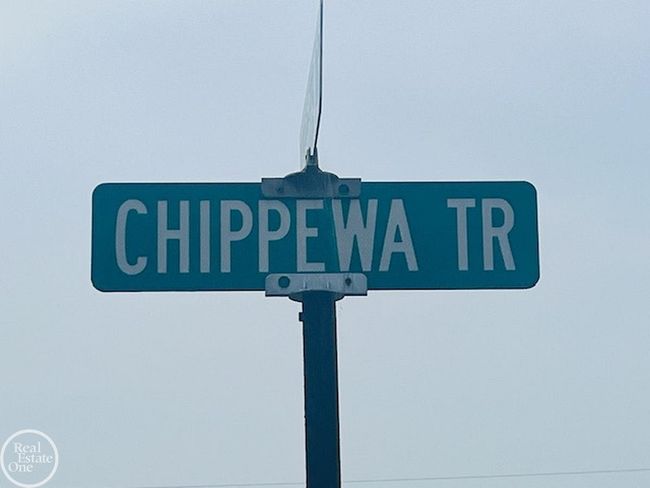 CHIPPEWA TR
Real
Estate
One